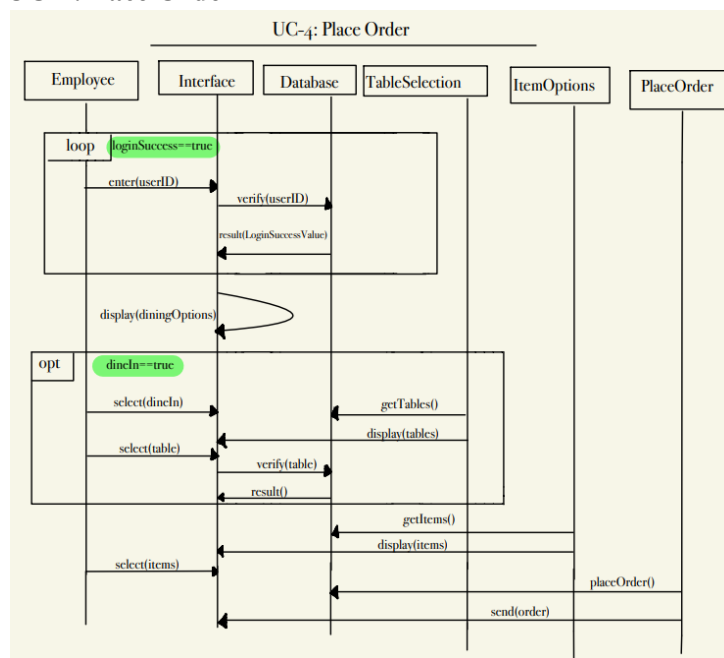 UC-4: Place Order
Employee
Interface
Database
TableSelection
ItemOptions
PlaceOrder
loop
loginSuccess==true
enter(userID)
verify(userID)
result(LoginSuccessValue)
display(diningOptions)
opt
dineIn==true
select(dineIn)
getTables()
display(tables)
select(table)
verify(table)
result()
getItems()
display(items)
select(items)
placeOrder()
send(order)